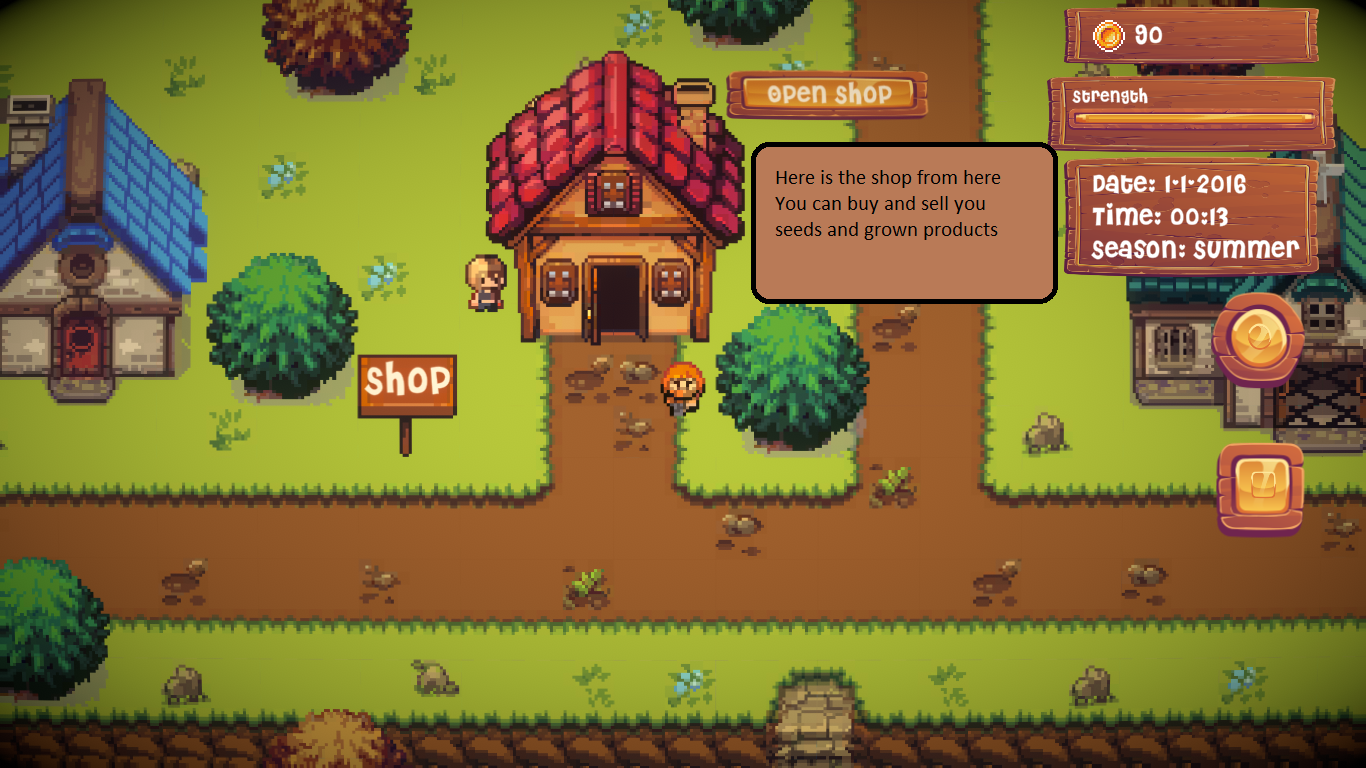 90
OPEN SHOP
strength
Here is the shop from here
You can buy and sell you
seeds and grown products
Date: 1-1-2016
Time: 00:13
season: summer
shop